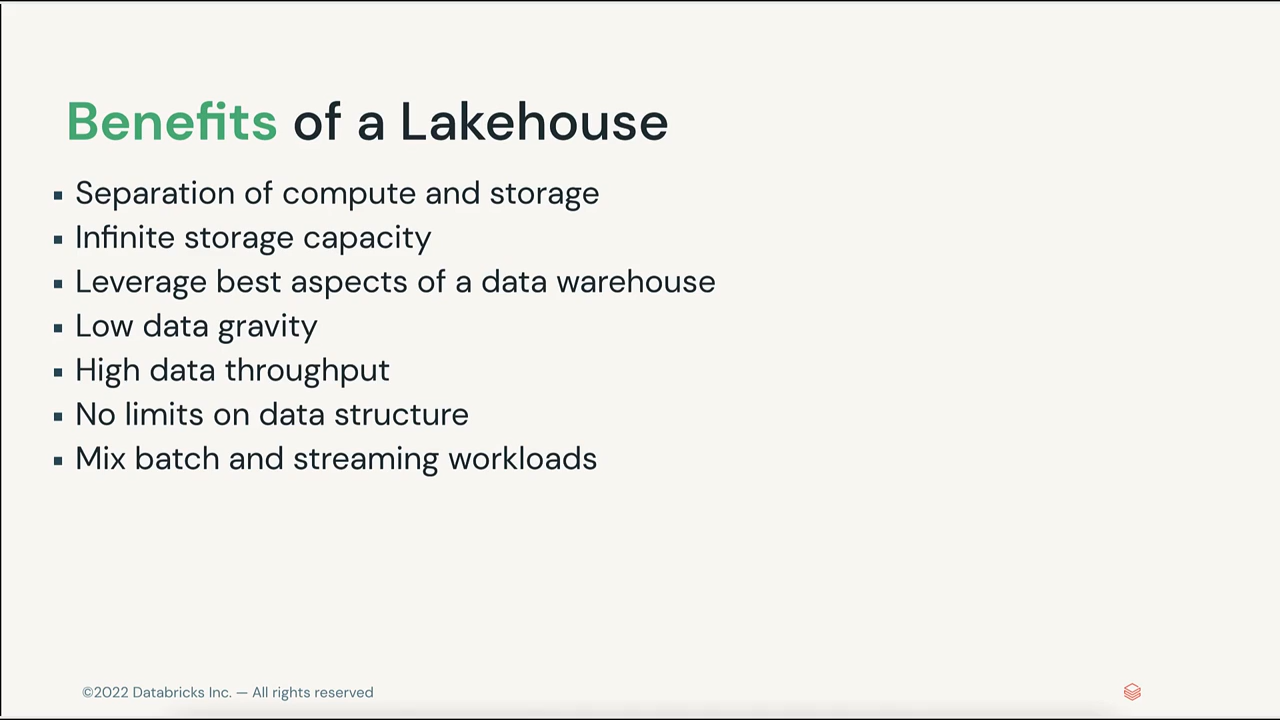 Benefits of a Lakehouse
▪ Separation of compute and storage
▪ Infinite storage capacity
▪ Leverage best aspects of a data warehouse
▪ Low data gravity
▪ High data throughput
▪ No limits on data structure
▪ Mix batch and streaming workloads
©2022 Databricks Inc. — All rights reserved